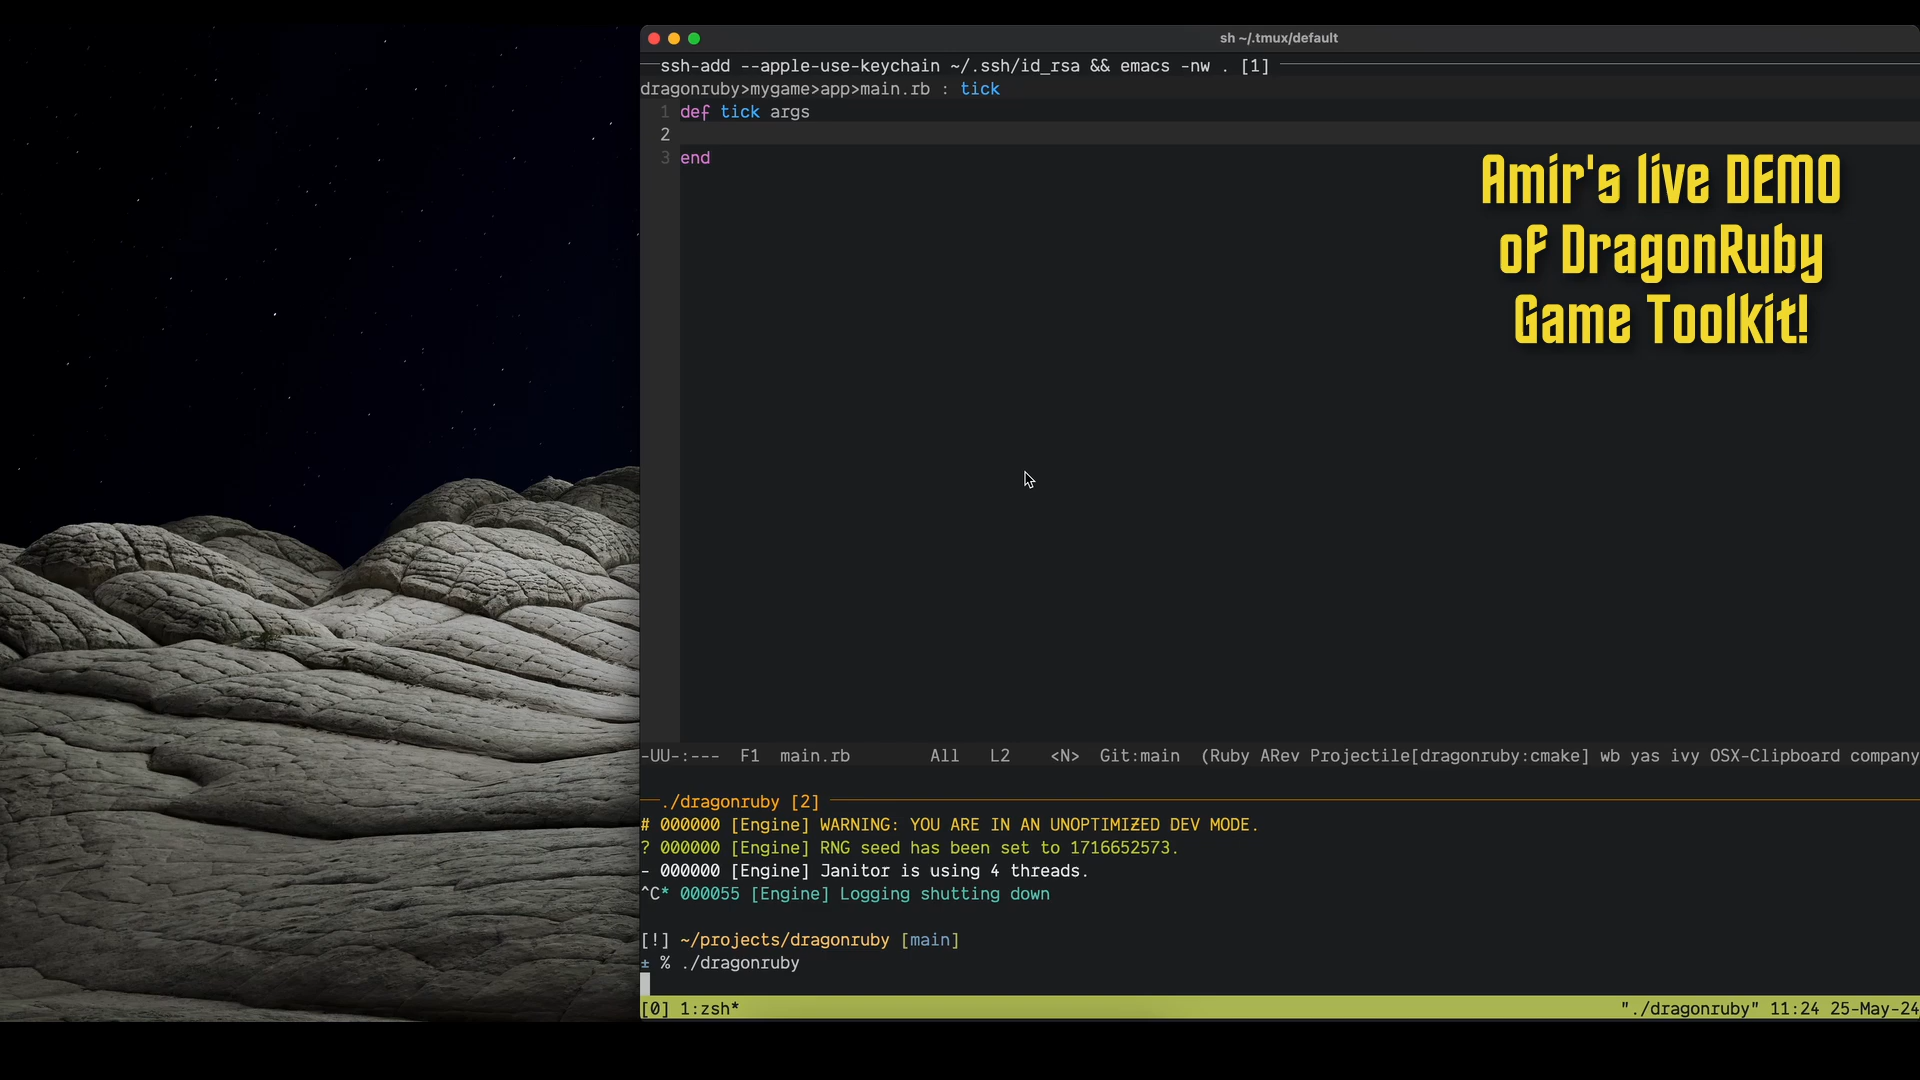 sh ~/.tmux/default
ssh-add --apple-use-keychain ~/.ssh/id_rsa && emacs -nw . [1]
dragonruby>mygame>app>main.rb : tick
1 def tick args
2
3 end
Amir's live DEMO
of DragonRuby
Game Toolkit!
-UU-:--- F1 main.rb All L2 <N> Git:main (Ruby ARev Projectile[dragonruby:cmake] wb yas ivy OSX-Clipboard company
./dragonruby [2]
# 000000 [Engine] WARNING: YOU ARE IN AN UNOPTIMIZED DEV MODE.
? 000000 [Engine] RNG seed has been set to 1716652573.
- 000000 [Engine] Janitor is using 4 threads.
^C* 000055 [Engine] Logging shutting down
[!] ~/projects/dragonruby [main]
± % ./dragonruby
[0] 1:zsh* "./dragonruby" 11:24 25-May-24